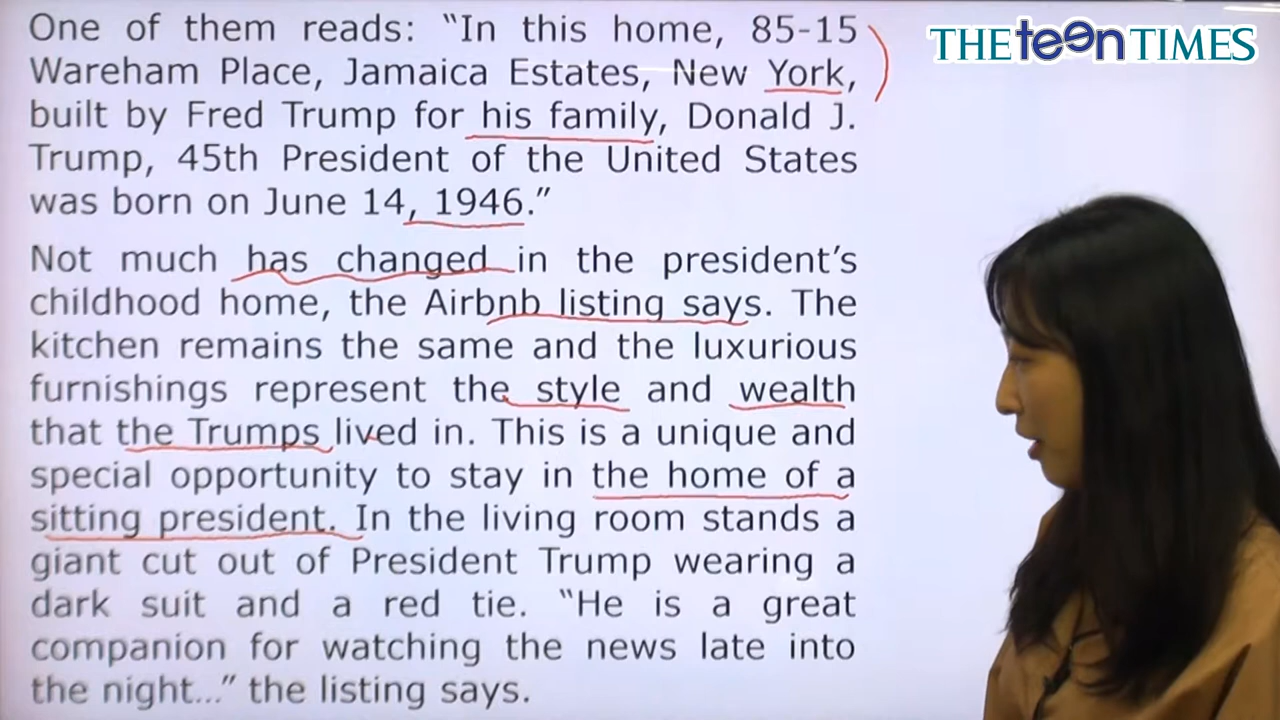 THE teen TIMES
One of them reads: “In this home, 85-15
Wareham Place, Jamaica Estates, New York,
built by Fred Trump for his family, Donald J.
Trump, 45th President of the United States
was born on June 14, 1946.”
Not much has changed in the president’s
childhood home, the Airbnb listing says. The
kitchen remains the same and the luxurious
furnishings represent the style and wealth
that the Trumps lived in. This is a unique and
special opportunity to stay in the home of a
sitting president. In the living room stands a
giant cut out of President Trump wearing a
dark suit and a red tie. “He is a great
companion for watching the news late into
the night…” the listing says.